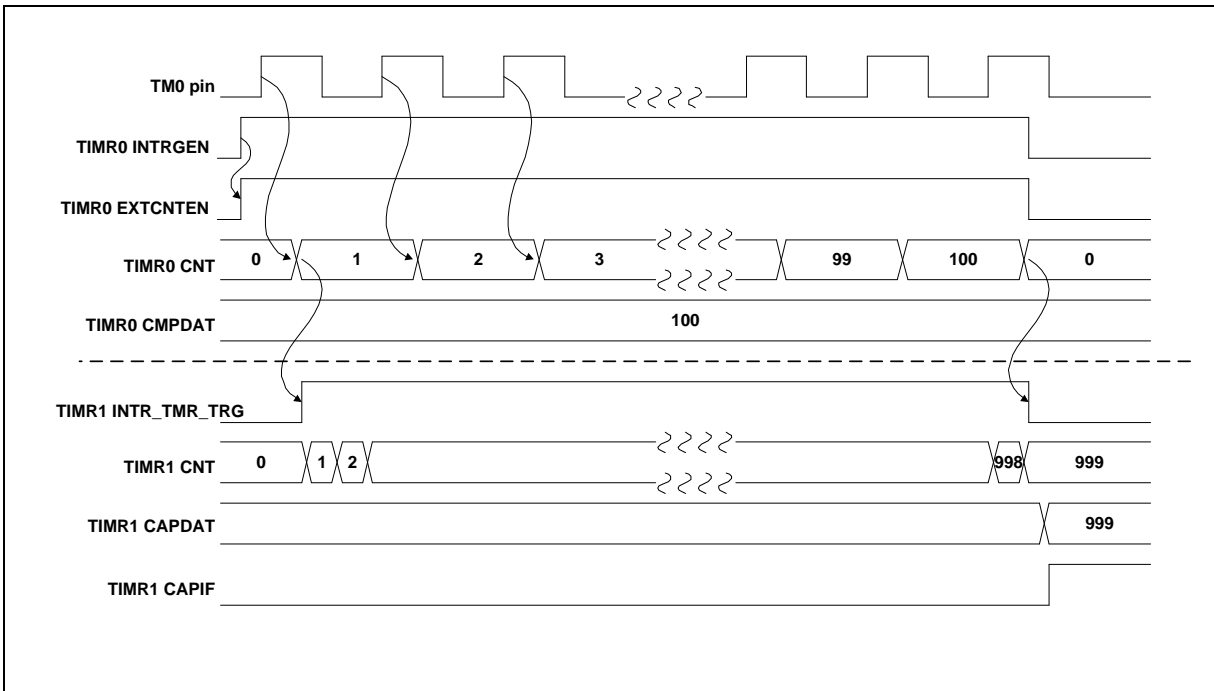 TM0 pin
TIMR0 INTRGEN
TIMR0 EXTCNTEN
TIMR0 CNT 0 1 2 3 99 100 0
TIMR0 CMPDAT 100
TIMR1 INTR_TMR_TRG
TIMR1 CNT 0 1 2 998 999
TIMR1 CAPDAT 999
TIMR1 CAPIF